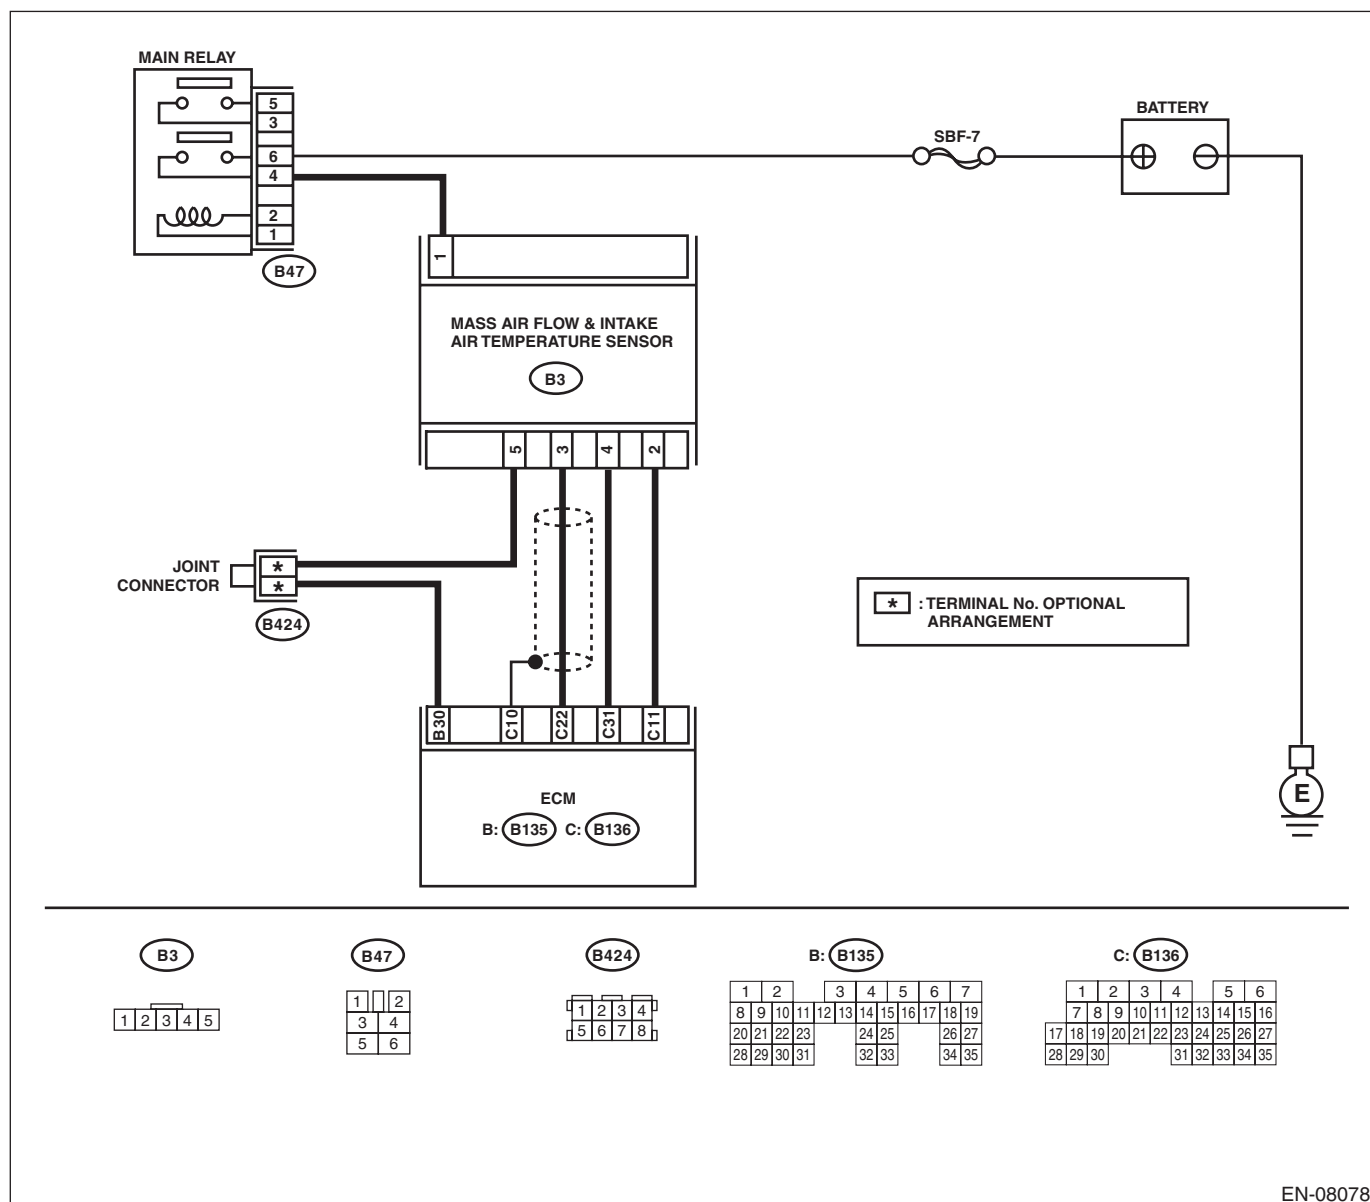 MAIN RELAY
5
3
6
4
2
1
B47
SBF-7
BATTERY
1
MASS AIR FLOW & INTAKE
AIR TEMPERATURE SENSOR
B3
5 3 4 2
JOINT
CONNECTOR
*
*
B424
* : TERMINAL No. OPTIONAL
ARRANGEMENT
B30 C10 C22 C31 C11
ECM
B: B135 C: B136
E
B3
1 2 3 4 5
B47
1 2
3 4
5 6
B424
1 2 3 4
5 6 7 8
B: B135
1 2 3 4 5 6 7
8 9 10 11 12 13 14 15 16 17 18 19
20 21 22 23 24 25 26 27
28 29 30 31 32 33 34 35
C: B136
1 2 3 4 5 6
7 8 9 10 11 12 13 14 15 16
17 18 19 20 21 22 23 24 25 26 27
28 29 30 31 32 33 34 35
EN-08078